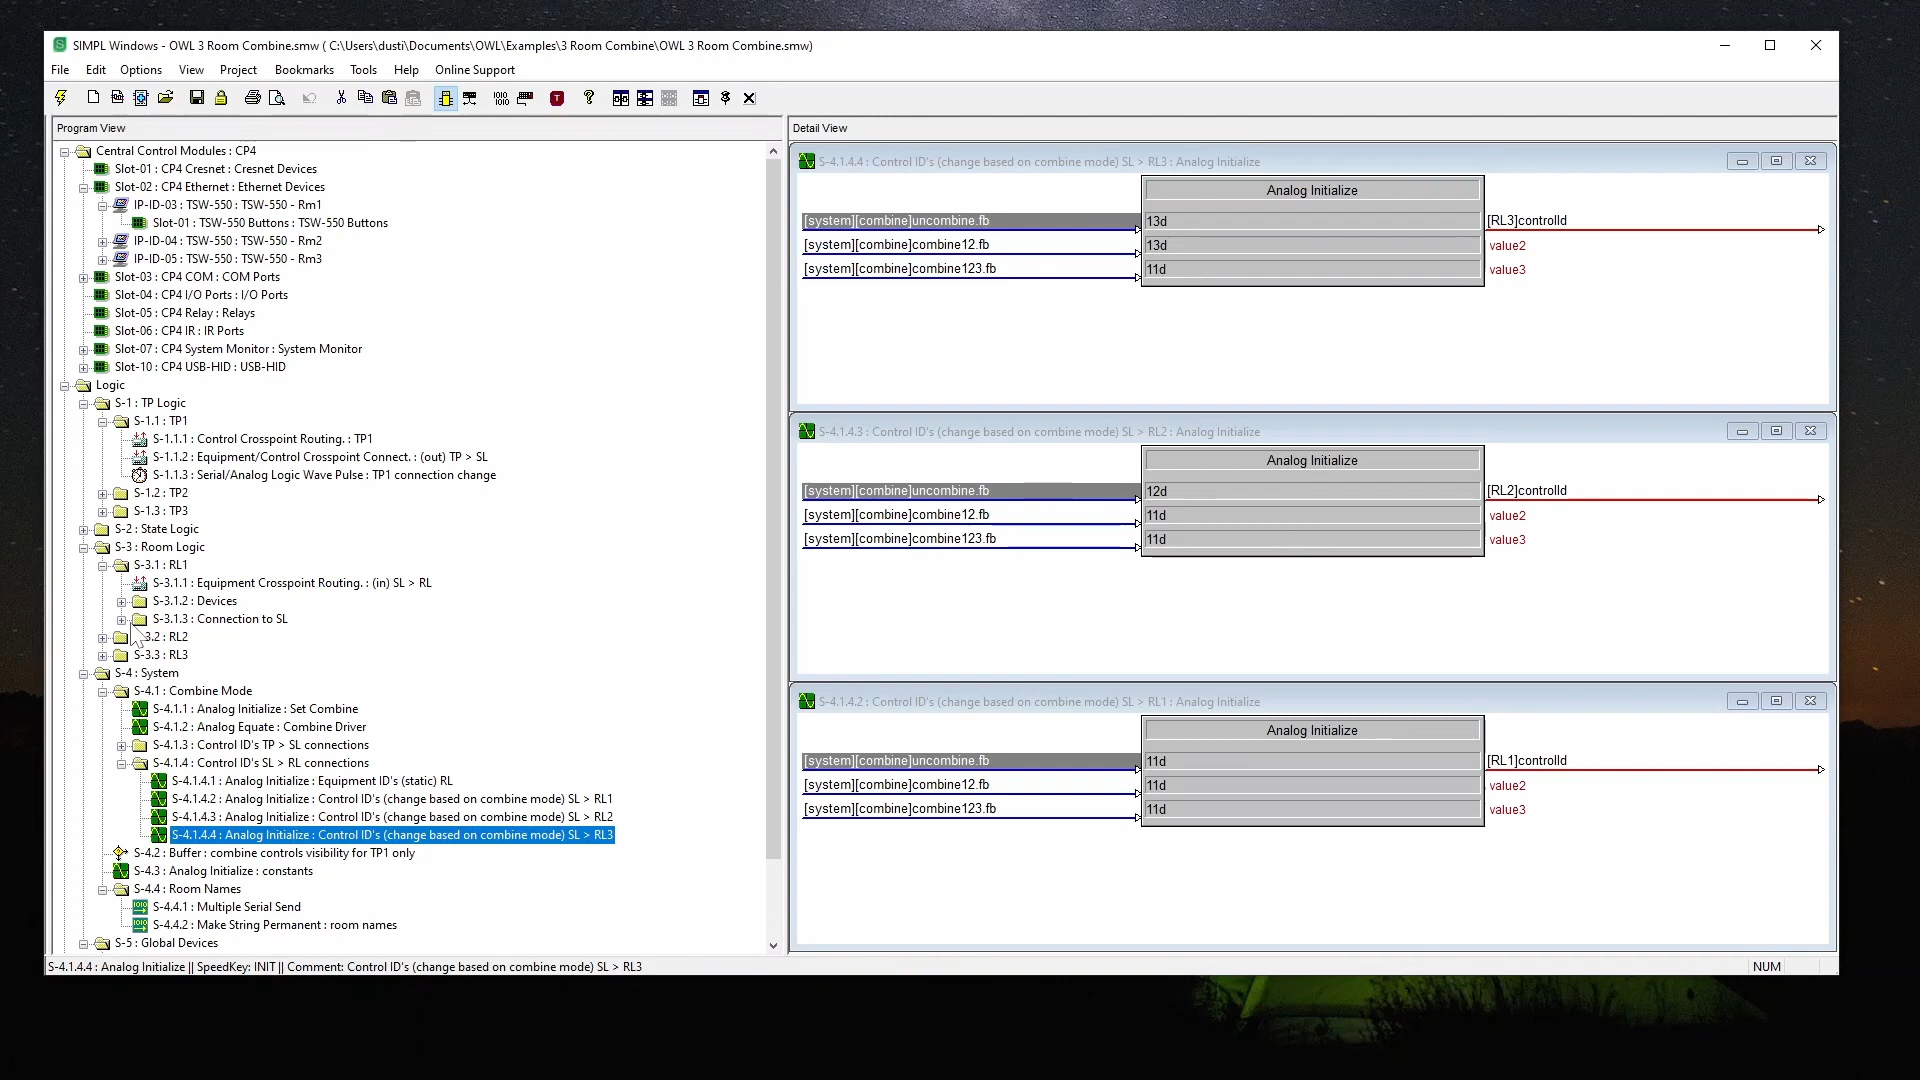 SIMPL Windows - OWL 3 Room Combine.smw ( C:\Users\dusti\Documents\OWL\Examples\3 Room Combine\OWL 3 Room Combine.smw)
File Edit Options View Project Bookmarks Tools Help Online Support
Program View
Central Control Modules : CP4
Slot-01 : CP4 Cresnet Devices : Cresnet Devices
Slot-02 : CP4 Ethernet : Ethernet Devices
IP-ID-03 : TSW-550 : TSW-550 - Rm1
Slot-01 : TSW-550 Buttons : TSW-550 Buttons
IP-ID-04 : TSW-550 : TSW-550 - Rm2
IP-ID-05 : TSW-550 : TSW-550 - Rm3
Slot-03 : CP4 COM : COM Ports
Slot-04 : CP4 I/O Ports : I/O Ports
Slot-05 : CP4 Relay : Relays
Slot-06 : CP4 IR : IR Ports
Slot-07 : CP4 System Monitor : System Monitor
Slot-10 : CP4 USB-HID : USB-HID
Logic
S-1 : TP Logic
S-1.1 : TP1
S-1.1.1 : Control Crosspoint Routing. : TP1
S-1.1.2 : Equipment/Control Crosspoint Connect. : (out) TP > SL
S-1.1.3 : Serial/Analog Logic Wave Pulse : TP1 connection change
S-1.2 : TP2
S-1.3 : TP3
S-2 : State Logic
S-3 : Room Logic
S-3.1 : RL1
S-3.1.1 : Equipment Crosspoint Routing. : (in) SL > RL
S-3.1.2 : Devices
S-3.1.3 : Connection to SL
3.2 : RL2
S-3.3 : RL3
S-4 : System
S-4.1 : Combine Mode
S-4.1.1 : Analog Initialize : Set Combine
S-4.1.2 : Analog Equate : Combine Driver
S-4.1.3 : Control ID's TP > SL connections
S-4.1.4 : Control ID's SL > RL connections
S-4.1.4.1 : Analog Initialize : Equipment ID's (static) RL
S-4.1.4.2 : Analog Initialize : Control ID's (change based on combine mode) SL > RL1
S-4.1.4.3 : Analog Initialize : Control ID's (change based on combine mode) SL > RL2
S-4.1.4.4 : Analog Initialize : Control ID's (change based on combine mode) SL > RL3
S-4.2 : Buffer : combine controls visibility for TP1 only
S-4.3 : Analog Initialize : constants
S-4.4 : Room Names
S-4.4.1 : Multiple Serial Send
S-4.4.2 : Make String Permanent : room names
S-5 : Global Devices
Detail View
S-4.1.4.4 : Control ID's (change based on combine mode) SL > RL3 : Analog Initialize
Analog Initialize
[system][combine]uncombine.fb 13d [RL3]controlId
[system][combine]combine12.fb 13d value2
[system][combine]combine123.fb 11d value3
S-4.1.4.3 : Control ID's (change based on combine mode) SL > RL2 : Analog Initialize
Analog Initialize
[system][combine]uncombine.fb 12d [RL2]controlId
[system][combine]combine12.fb 11d value2
[system][combine]combine123.fb 11d value3
S-4.1.4.2 : Control ID's (change based on combine mode) SL > RL1 : Analog Initialize
Analog Initialize
[system][combine]uncombine.fb 11d [RL1]controlId
[system][combine]combine12.fb 11d value2
[system][combine]combine123.fb 11d value3
S-4.1.4.4 : Analog Initialize || SpeedKey: INIT || Comment: Control ID's (change based on combine mode) SL > RL3
NUM